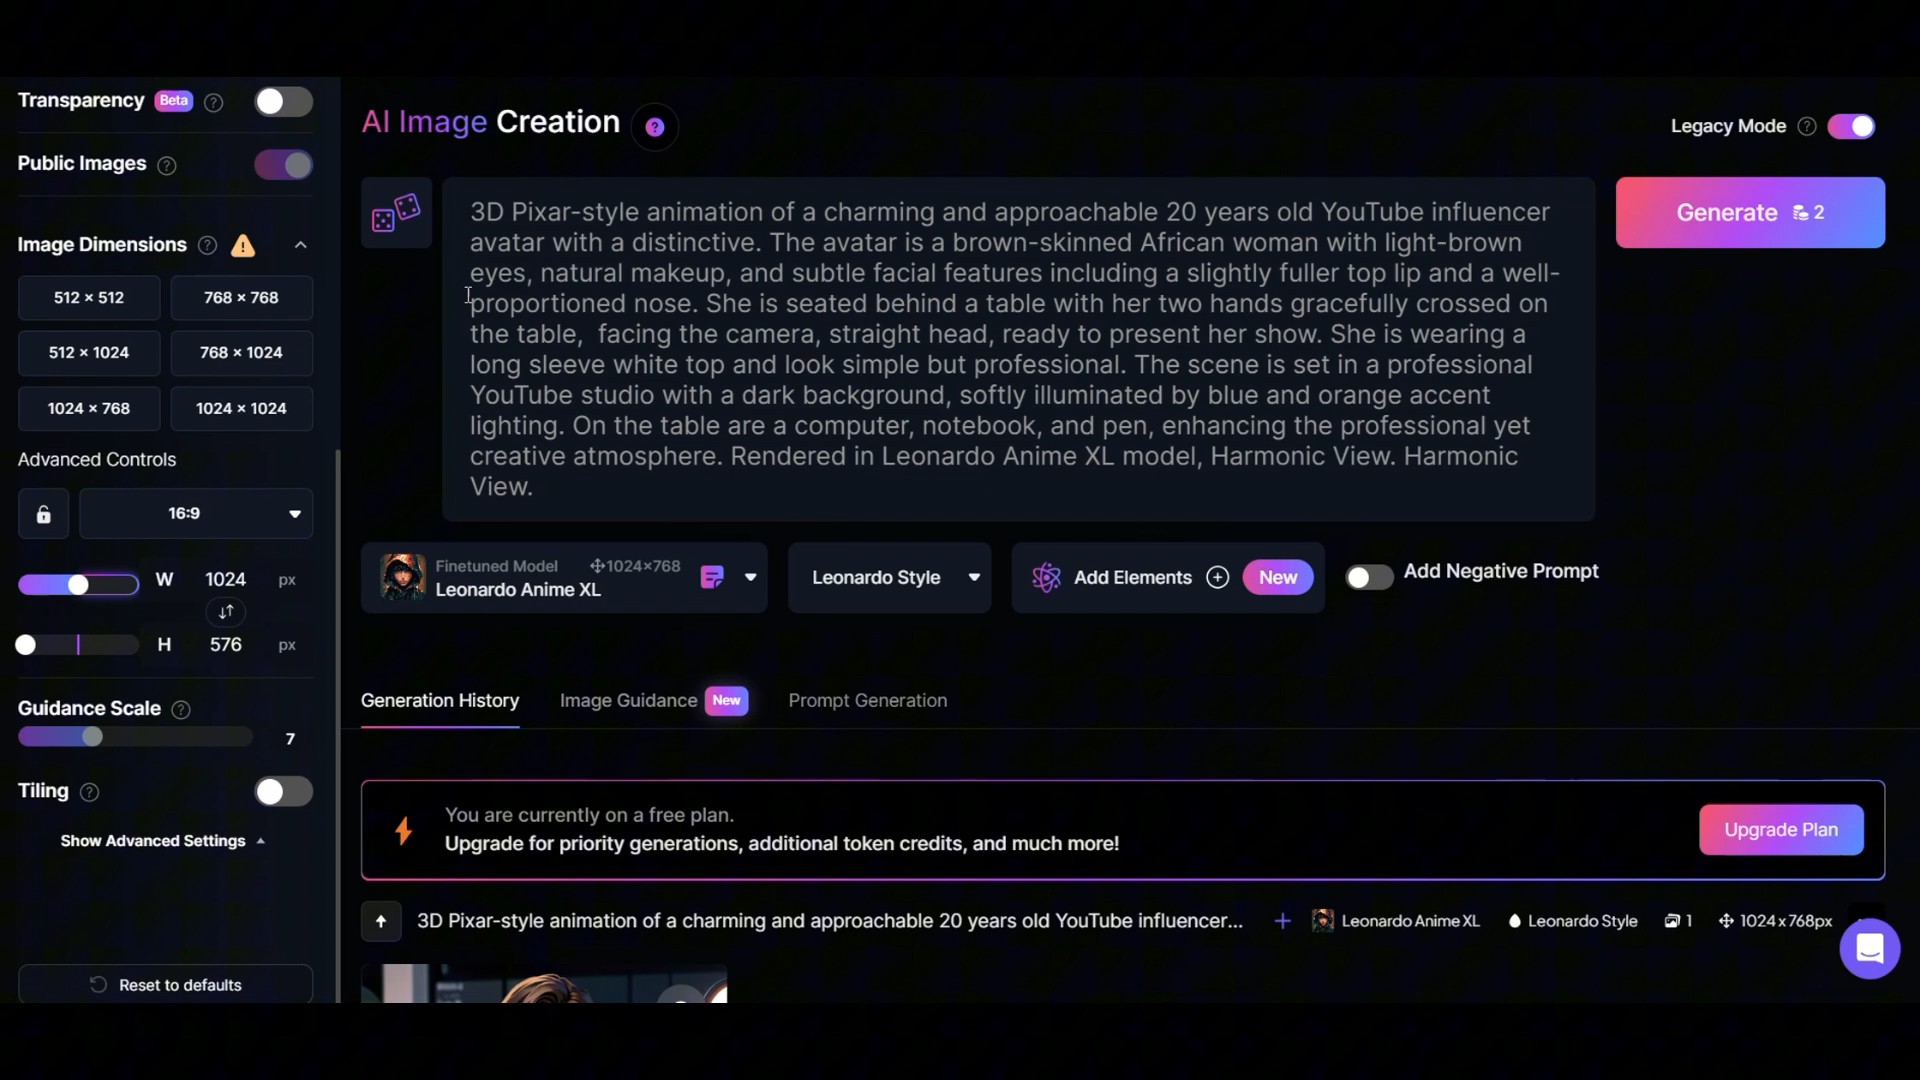 Transparency Beta ?
Public Images ?
Image Dimensions ?
512 × 512
768 × 768
512 × 1024
768 × 1024
1024 × 768
1024 × 1024
Advanced Controls
16:9
W 1024 px
H 576 px
Guidance Scale ?
7
Tiling ?
Show Advanced Settings
Reset to defaults
AI Image Creation ?
Legacy Mode ?
3D Pixar-style animation of a charming and approachable 20 years old YouTube influencer
avatar with a distinctive. The avatar is a brown-skinned African woman with light-brown
eyes, natural makeup, and subtle facial features including a slightly fuller top lip and a well-
proportioned nose. She is seated behind a table with her two hands gracefully crossed on
the table,  facing the camera, straight head, ready to present her show. She is wearing a
long sleeve white top and look simple but professional. The scene is set in a professional
YouTube studio with a dark background, softly illuminated by blue and orange accent
lighting. On the table are a computer, notebook, and pen, enhancing the professional yet
creative atmosphere. Rendered in Leonardo Anime XL model, Harmonic View. Harmonic
View.
Generate 2
Finetuned Model 1024×768
Leonardo Anime XL
Leonardo Style
Add Elements New
Add Negative Prompt
Generation History
Image Guidance New
Prompt Generation
You are currently on a free plan.
Upgrade for priority generations, additional token credits, and much more!
Upgrade Plan
3D Pixar-style animation of a charming and approachable 20 years old YouTube influencer...
Leonardo Anime XL
Leonardo Style
1
1024 x 768px